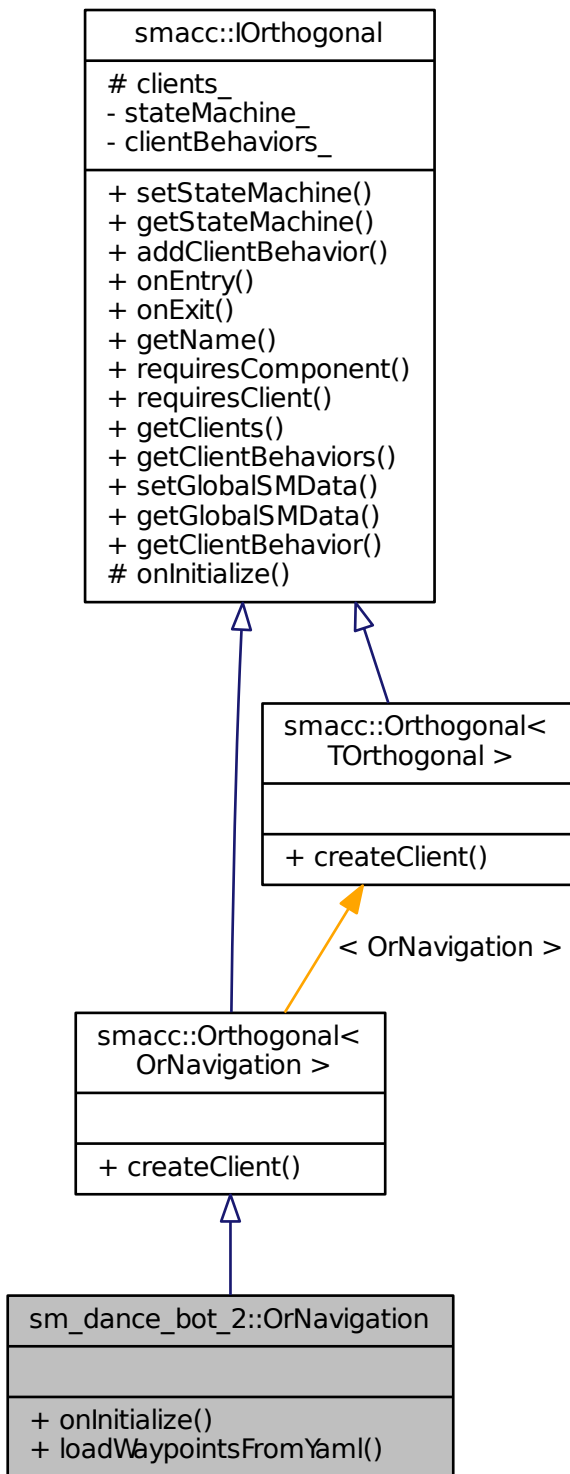 smacc::IOrthogonal
# clients_
- stateMachine_
- clientBehaviors_
+ setStateMachine()
+ getStateMachine()
+ addClientBehavior()
+ onEntry()
+ onExit()
+ getName()
+ requiresComponent()
+ requiresClient()
+ getClients()
+ getClientBehaviors()
+ setGlobalSMData()
+ getGlobalSMData()
+ getClientBehavior()
# onInitialize()
smacc::Orthogonal<
TOrthogonal >
+ createClient()
< OrNavigation >
smacc::Orthogonal<
OrNavigation >
+ createClient()
sm_dance_bot_2::OrNavigation
+ onInitialize()
+ loadWaypointsFromYaml()